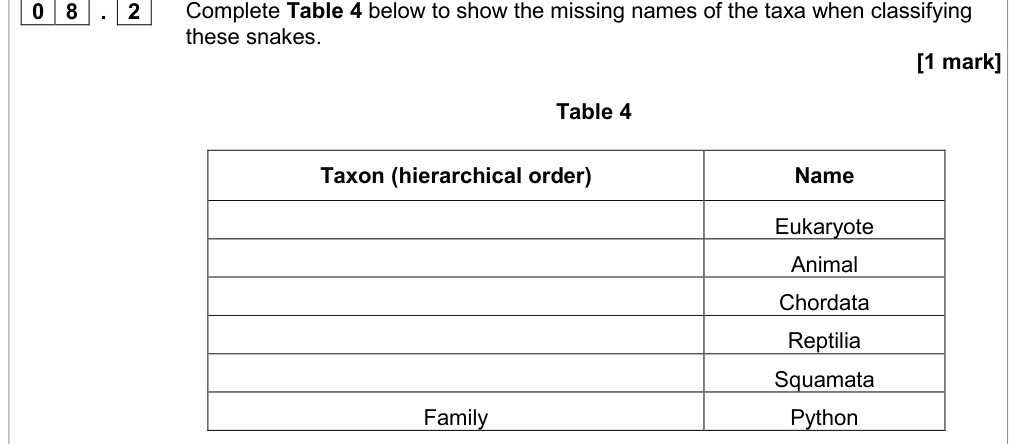 0 8 . 2 Complete Table 4 below to show the missing names of the taxa when classifying
these snakes.
[1 mark]
Table 4
Taxon (hierarchical order) Name
Eukaryote
Animal
Chordata
Reptilia
Squamata
Family Python